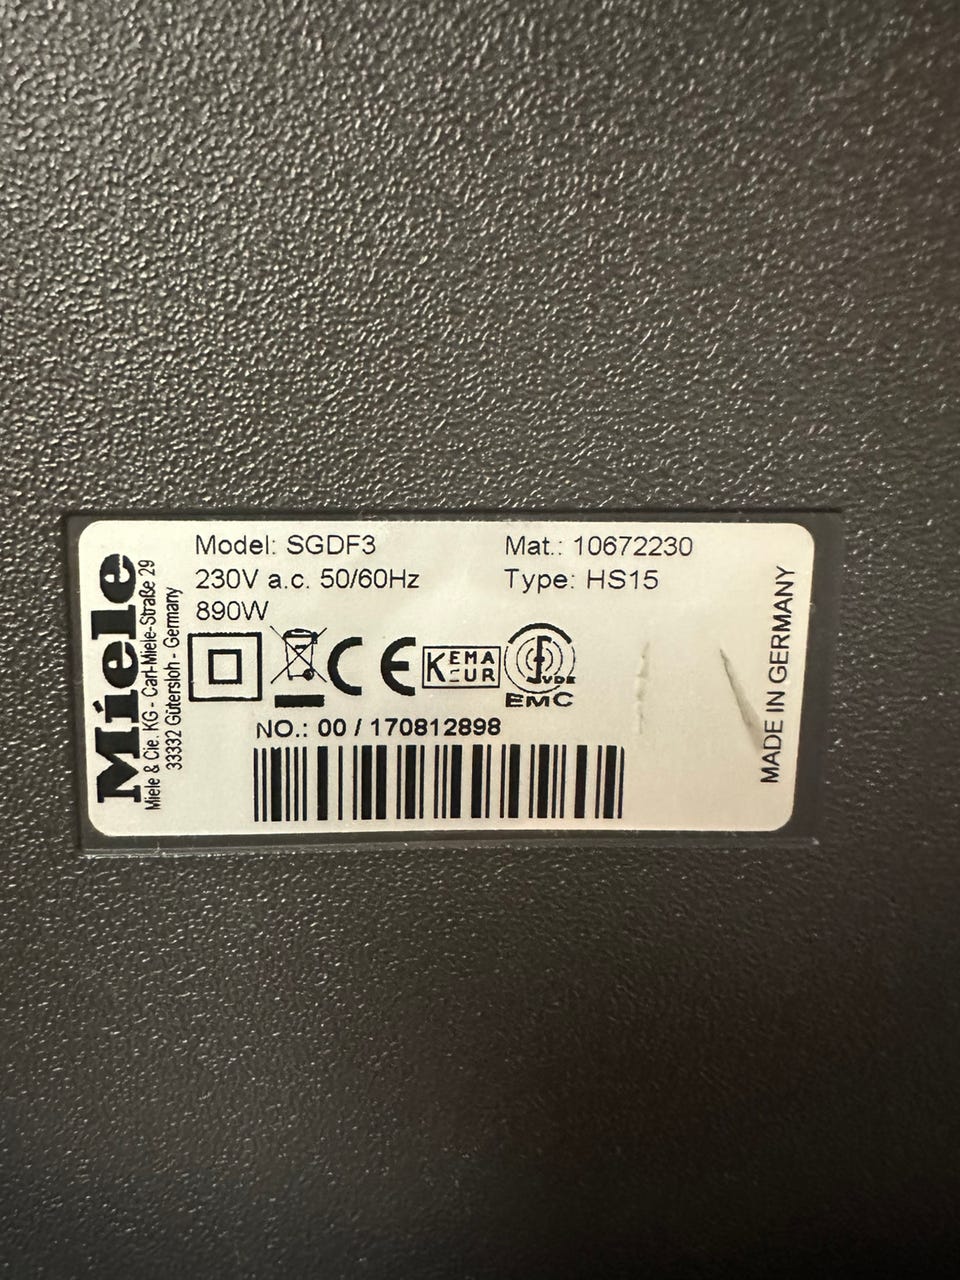 Miele
Miele & Cie. KG - Carl-Miele-Straße 29
33332 Gütersloh - Germany
Model: SGDF3
Mat.: 10672230
230V a.c. 50/60Hz
Type: HS15
890W
CE
KEMA
EUR
VDE
EMC
NO.: 00 / 170812898
MADE IN GERMANY